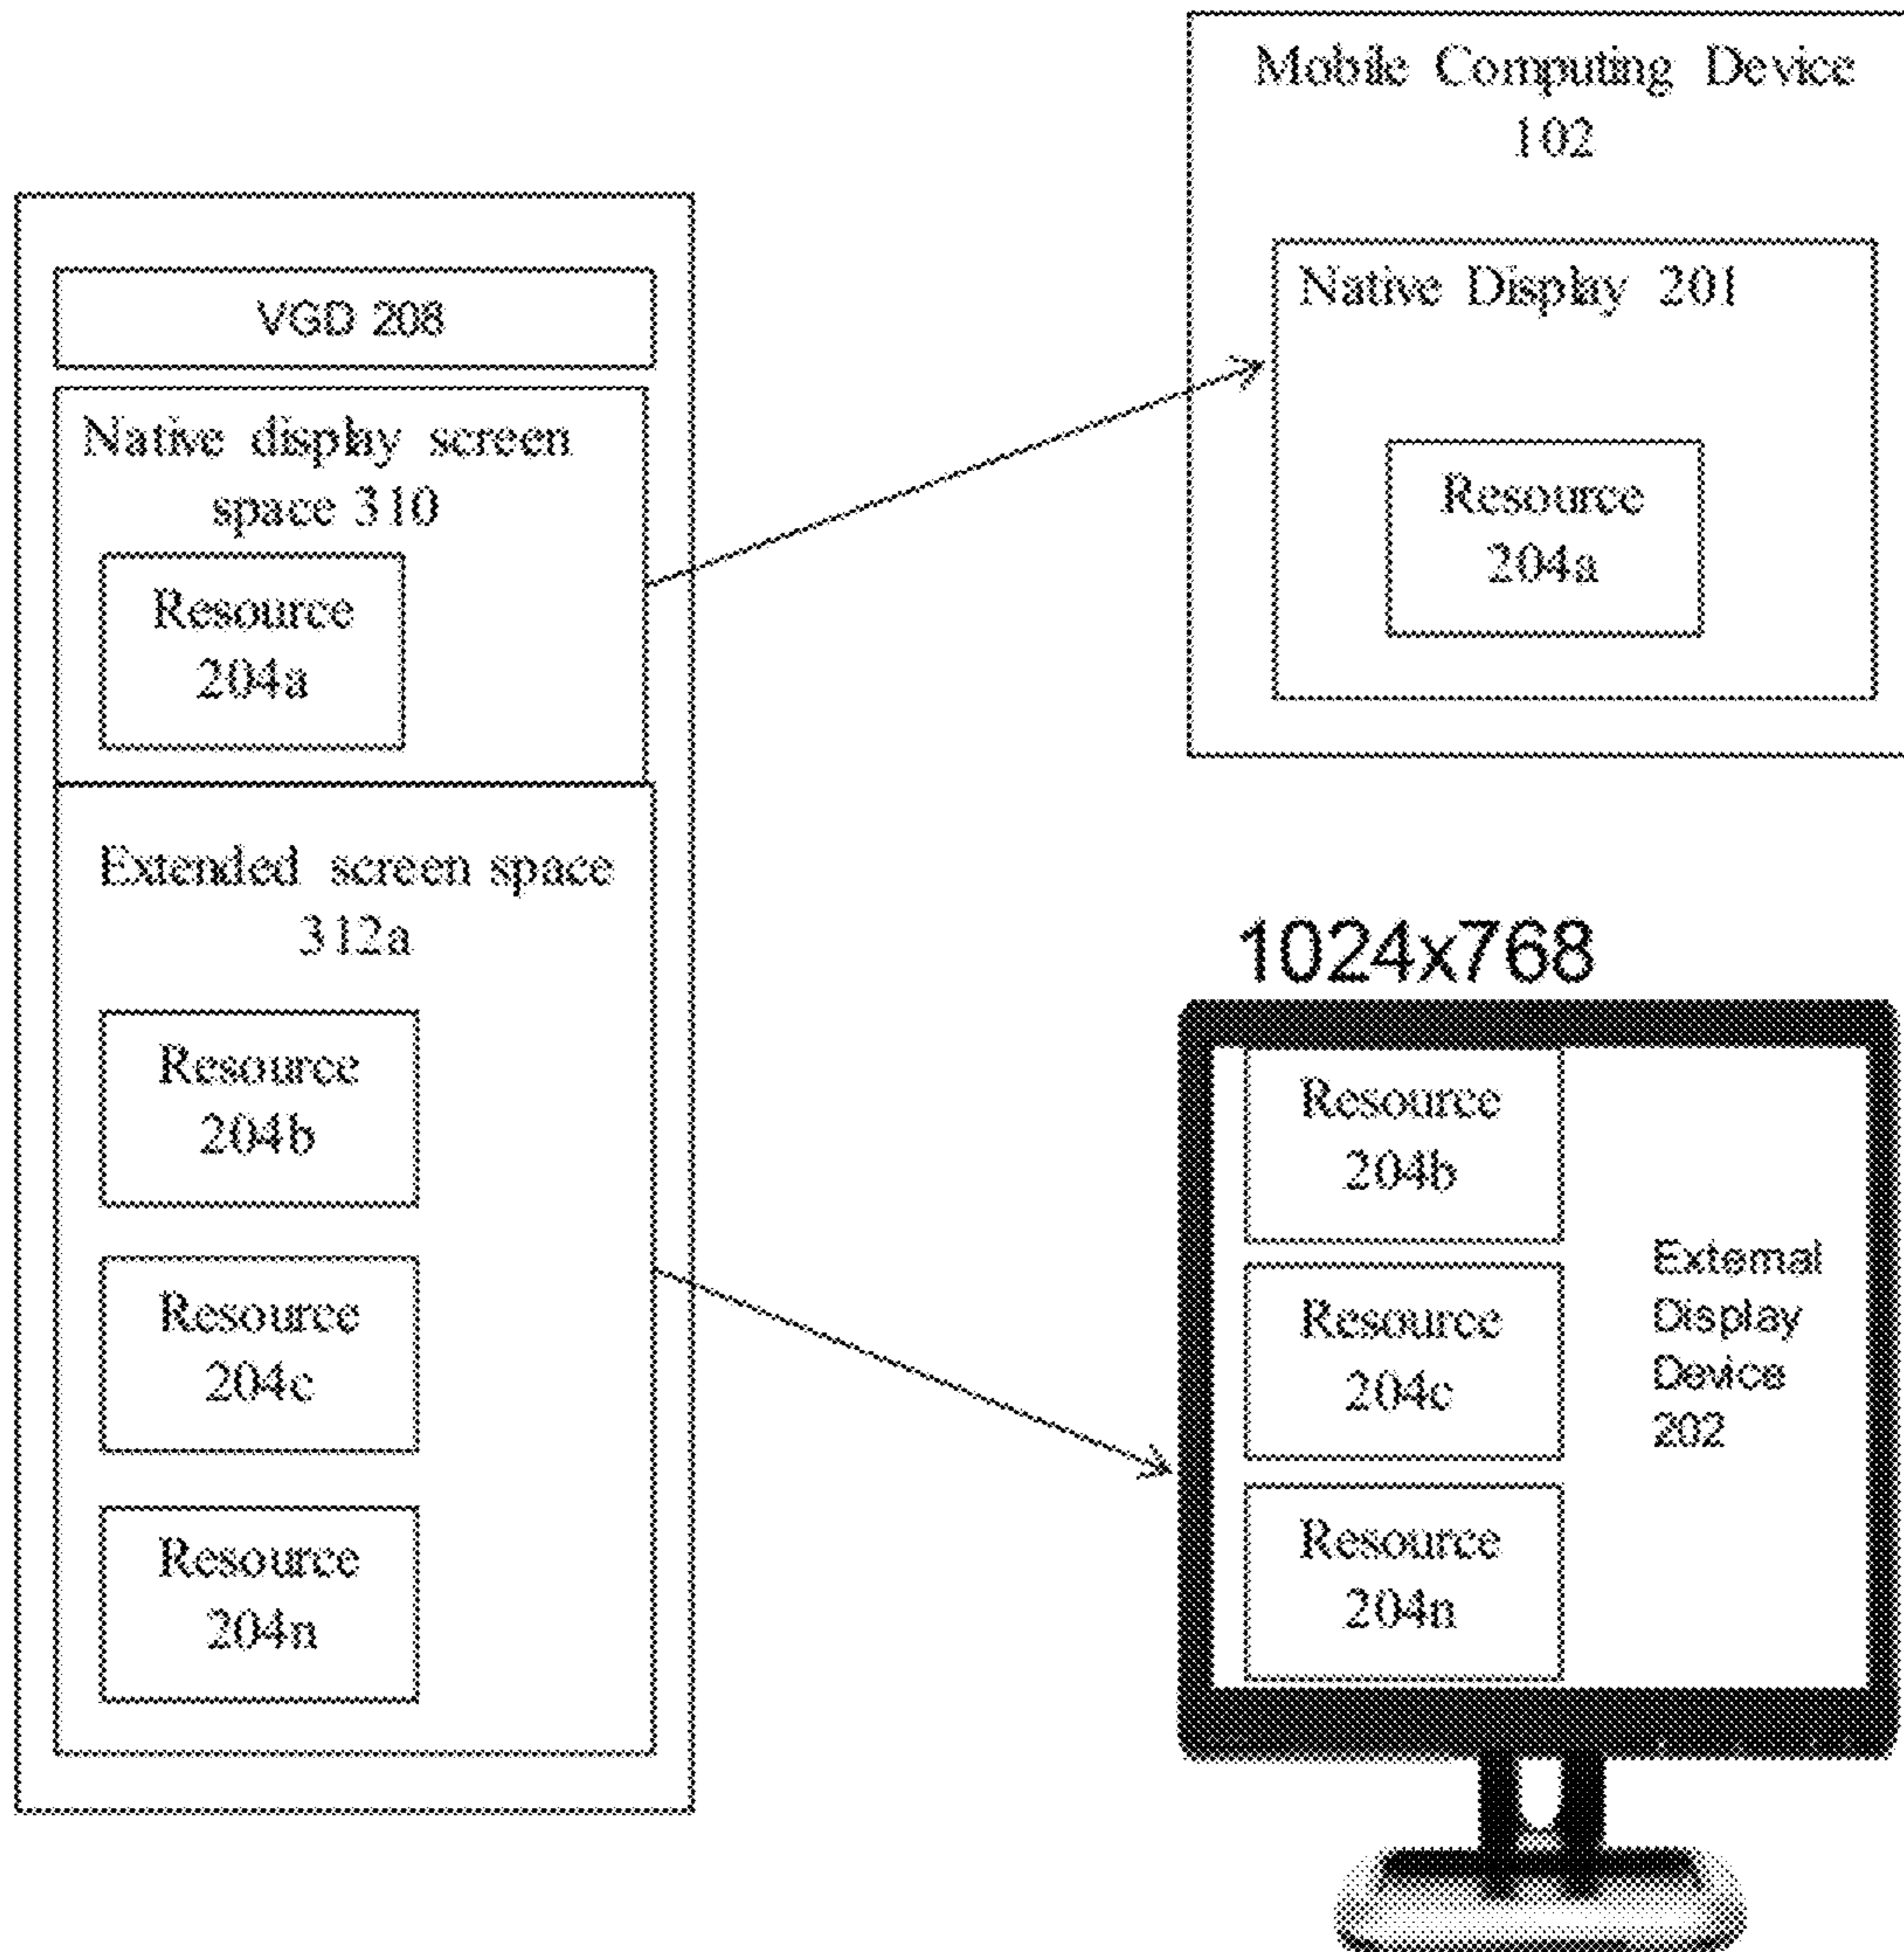 VGD 208
Native display screen
space 310
Resource
204a
Extended screen space
312a
Resource
204b
Resource
204c
Resource
204n
Mobile Computing Device
102
Native Display 201
Resource
204a
1024x768
Resource
204b
Resource
204c
Resource
204n
External
Display
Device
202